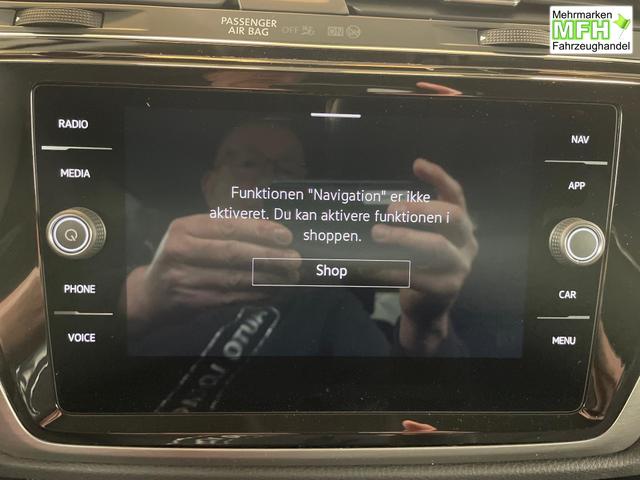 PASSENGER
AIR BAG
OFF
ON
Mehrmarken
MFH
Fahrzeughandel
RADIO
MEDIA
PHONE
VOICE
NAV
APP
CAR
MENU
Funktionen "Navigation" er ikke
aktiveret. Du kan aktivere funktionen i
shoppen.
Shop